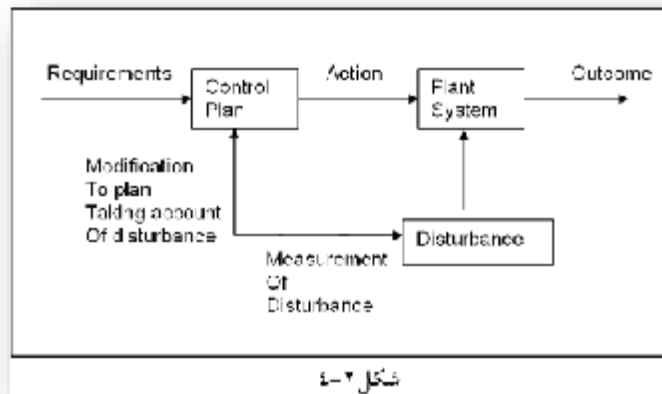 Requirements
Control
Plan
Action
Plant
System
Outcome
Modification
To plan
Taking account
Of disturbance
Measurement
Of
Disturbance
Disturbance
شكل ٢-٤